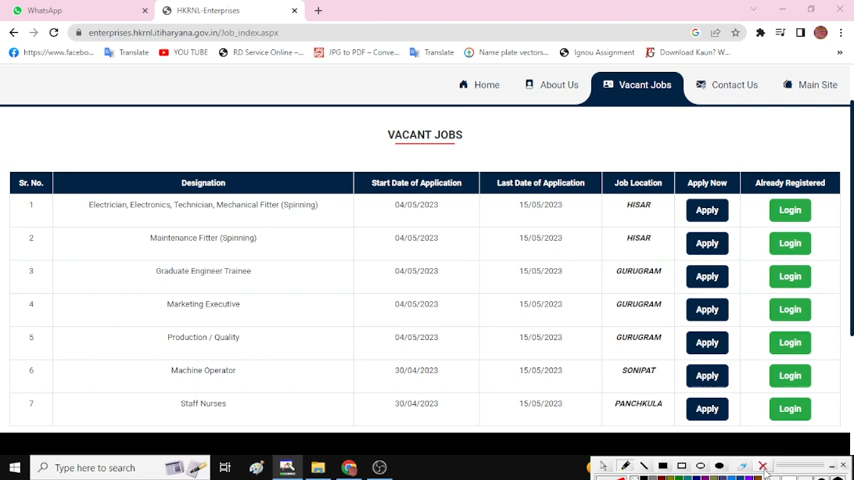 WhatsApp
HKRNL-Enterprises
enterprises.hkrnl.itiharyana.gov.in/Job_index.aspx
https://www.facebo...
Translate
YOU TUBE
RD Service Online –...
JPG to PDF – Conve...
Translate
Name plate vectors...
Ignou Assignment
Download Kaun? W...
Home
About Us
Vacant Jobs
Contact Us
Main Site
VACANT JOBS
Sr. No. Designation Start Date of Application Last Date of Application Job Location Apply Now Already Registered
1 Electrician, Electronics, Technician, Mechanical Fitter (Spinning) 04/05/2023 15/05/2023 HISAR Apply Login
2 Maintenance Fitter (Spinning) 04/05/2023 15/05/2023 HISAR Apply Login
3 Graduate Engineer Trainee 04/05/2023 15/05/2023 GURUGRAM Apply Login
4 Marketing Executive 04/05/2023 15/05/2023 GURUGRAM Apply Login
5 Production / Quality 04/05/2023 15/05/2023 GURUGRAM Apply Login
6 Machine Operator 30/04/2023 15/05/2023 SONIPAT Apply Login
7 Staff Nurses 30/04/2023 15/05/2023 PANCHKULA Apply Login
Type here to search